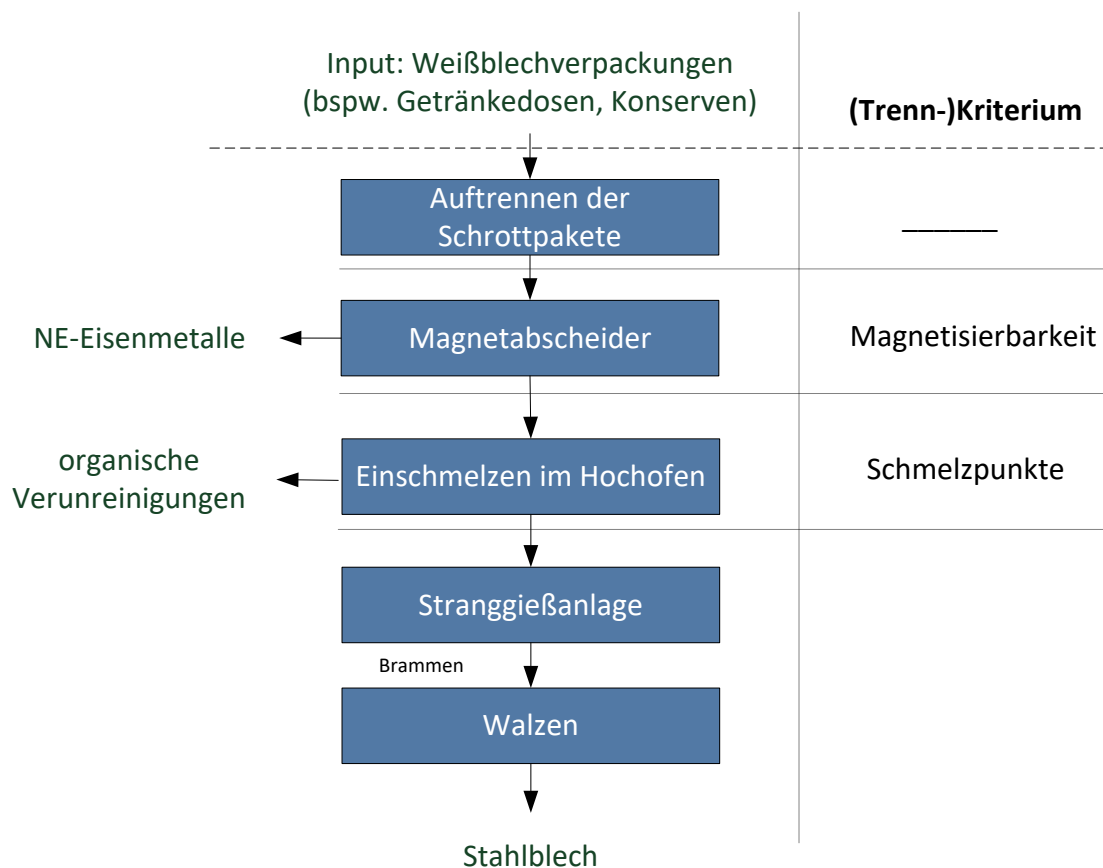 Input: Weißblechverpackungen
(bspw. Getränkedosen, Konserven)
(Trenn-)Kriterium
Auftrennen der
Schrottpakete
______
NE-Eisenmetalle
Magnetabscheider
Magnetisierbarkeit
organische
Verunreinigungen
Einschmelzen im Hochofen
Schmelzpunkte
Stranggießanlage
Brammen
Walzen
Stahlblech